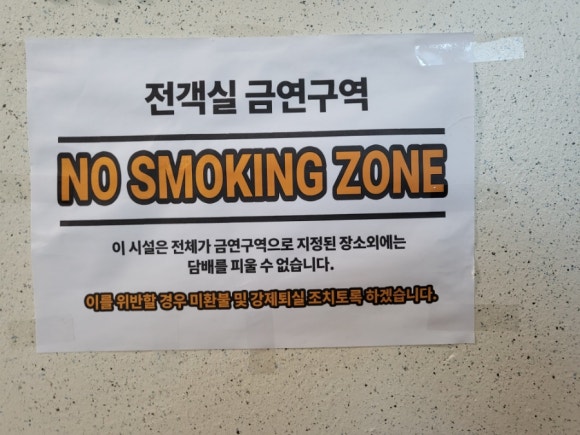 전객실 금연구역
NO SMOKING ZONE
이 시설은 전체가 금연구역으로 지정된 장소외에는
담배를 피울 수 없습니다.
이를 위반할 경우 미환불 및 강제퇴실 조치토록 하겠습니다.